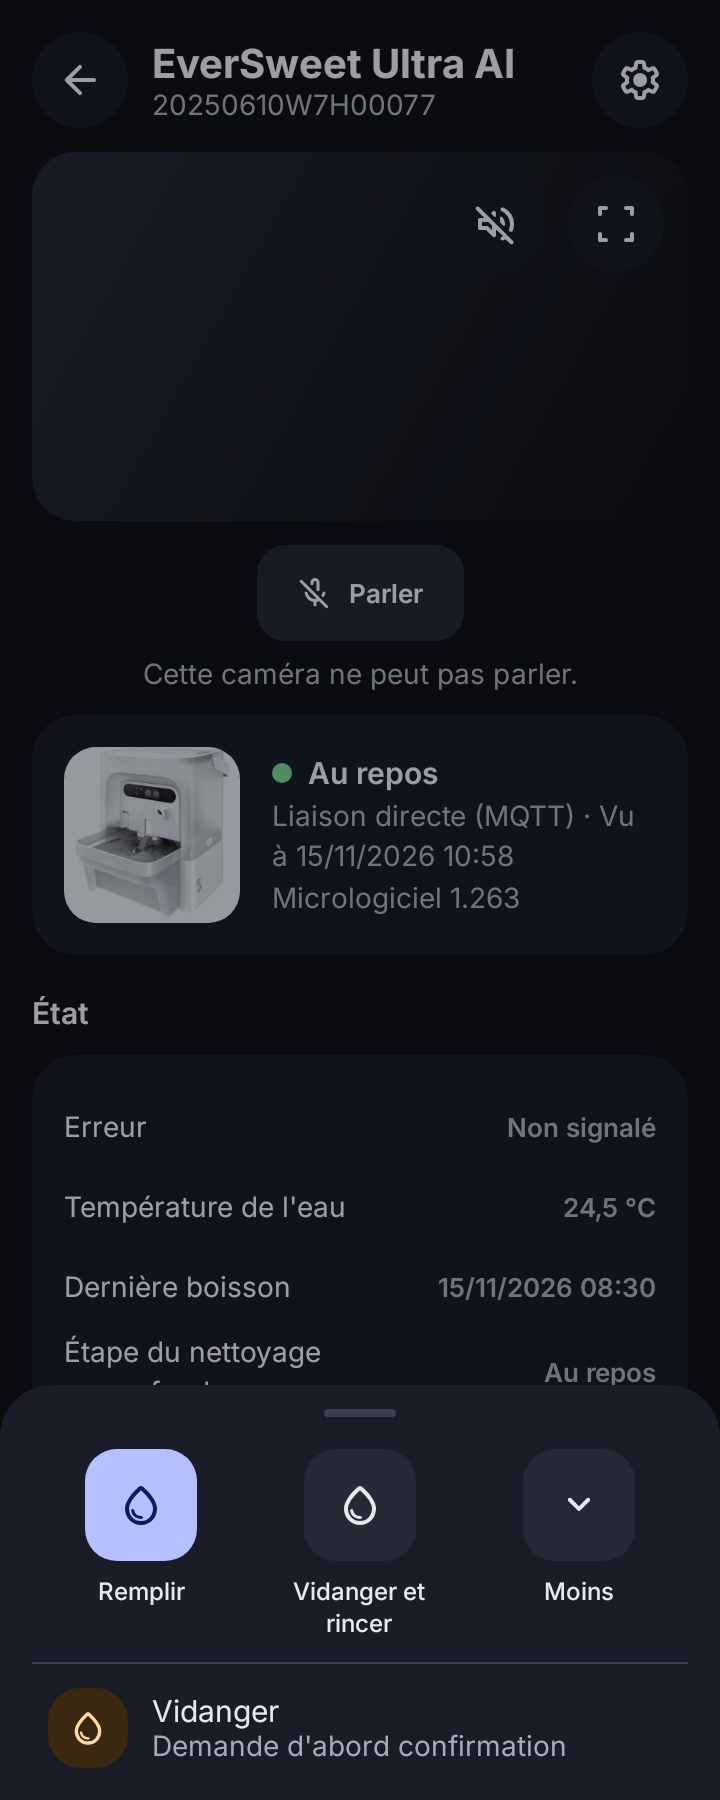 EverSweet Ultra AI
20250610W7H00077
Parler
Cette caméra ne peut pas parler.
Au repos
Liaison directe (MQTT) · Vu
à 15/11/2026 10:58
Micrologiciel 1.263
État
Erreur
Non signalé
Température de l'eau
24,5 °C
Dernière boisson
15/11/2026 08:30
Étape du nettoyage
Au repos
Remplir
Vidanger et
rincer
Moins
Vidanger
Demande d'abord confirmation